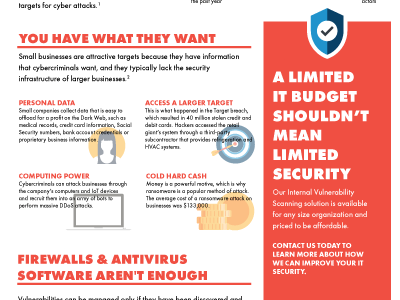 targets for cyber attacks.¹
the past year
actors
YOU HAVE WHAT THEY WANT
Small businesses are attractive targets because they have information
that cybercriminals want, and they typically lack the security
infrastructure of larger businesses.²
PERSONAL DATA
Small companies collect data that is easy to
offload for a profit on the Dark Web, such as
medical records, credit card information, Social
Security numbers, bank account credentials or
proprietary business information.
ACCESS A LARGER TARGET
This is what happened in the Target breach,
which resulted in 40 million stolen credit and
debit cards. Hackers accessed the retail
giant's system through a third-party
subcontractor that provides refrigeration and
HVAC systems.
COMPUTING POWER
Cybercriminals can attack businesses through
the company's computers and IoT devices
and recruit them into an army of bots to
perform massive DDoS attacks.
COLD HARD CASH
Money is a powerful motive, which is why
ransomware is a popular method of attack.
The average cost of a ransomware attack on
businesses was $133,000.
FIREWALLS & ANTIVIRUS
SOFTWARE AREN'T ENOUGH
Vulnerabilities can be managed only if they have been discovered and
A LIMITED
IT BUDGET
SHOULDN'T
MEAN
LIMITED
SECURITY
Our Internal Vulnerability
Scanning solution is available
for any size organization and
priced to be affordable.
CONTACT US TODAY TO
LEARN MORE ABOUT HOW
WE CAN IMPROVE YOUR IT
SECURITY.